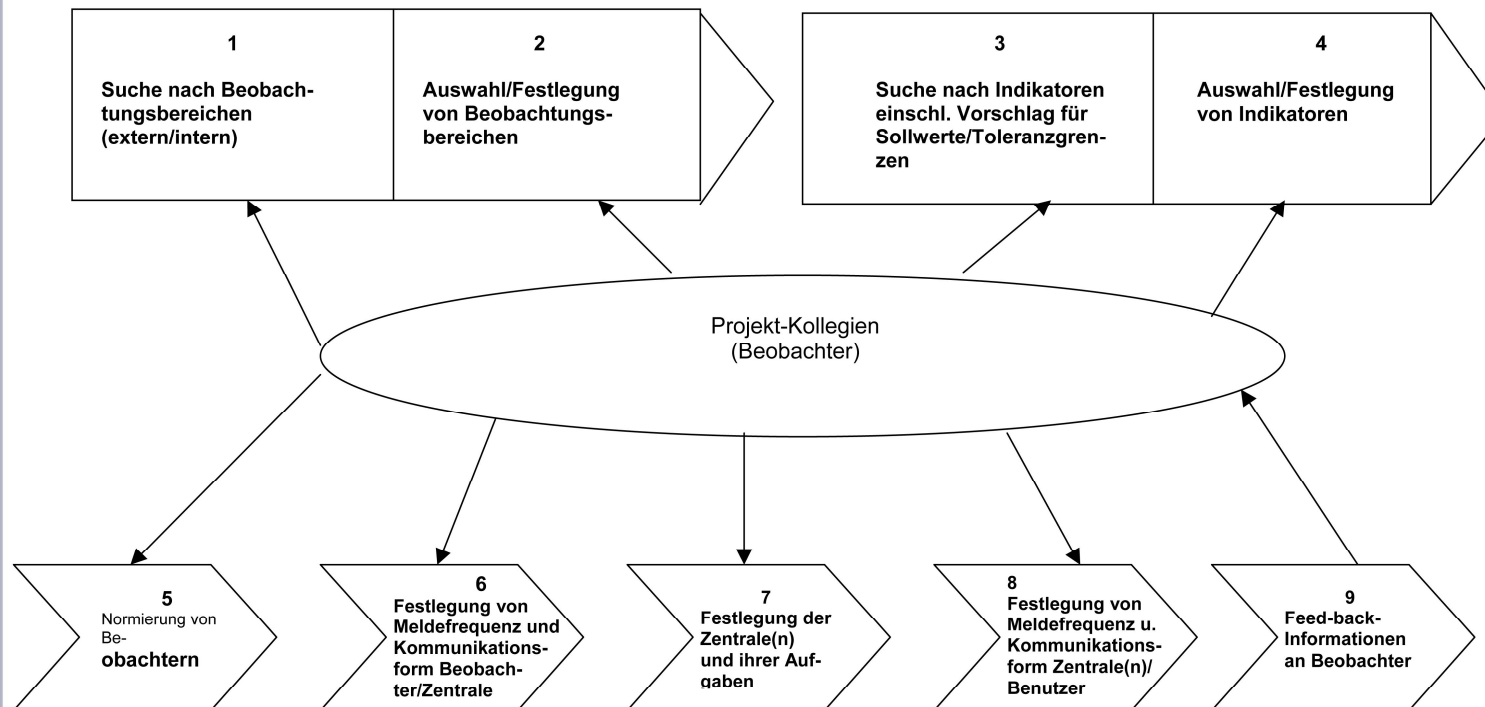 1
Suche nach Beobach-
tungsbereichen
(extern/intern)
2
Auswahl/Festlegung
von Beobachtungs-
bereichen
3
Suche nach Indikatoren
einschl. Vorschlag für
Sollwerte/Toleranzgren-
zen
4
Auswahl/Festlegung
von Indikatoren
Projekt-Kollegien
(Beobachter)
5
Normierung von
Be-
obachtern
6
Festlegung von
Meldefrequenz und
Kommunikations-
form Beobach-
ter/Zentrale
7
Festlegung der
Zentrale(n)
und ihrer Auf-
gaben
8
Festlegung von
Meldefrequenz u.
Kommunikations-
form Zentrale(n)/
Benutzer
9
Feed-back-
Informationen
an Beobachter